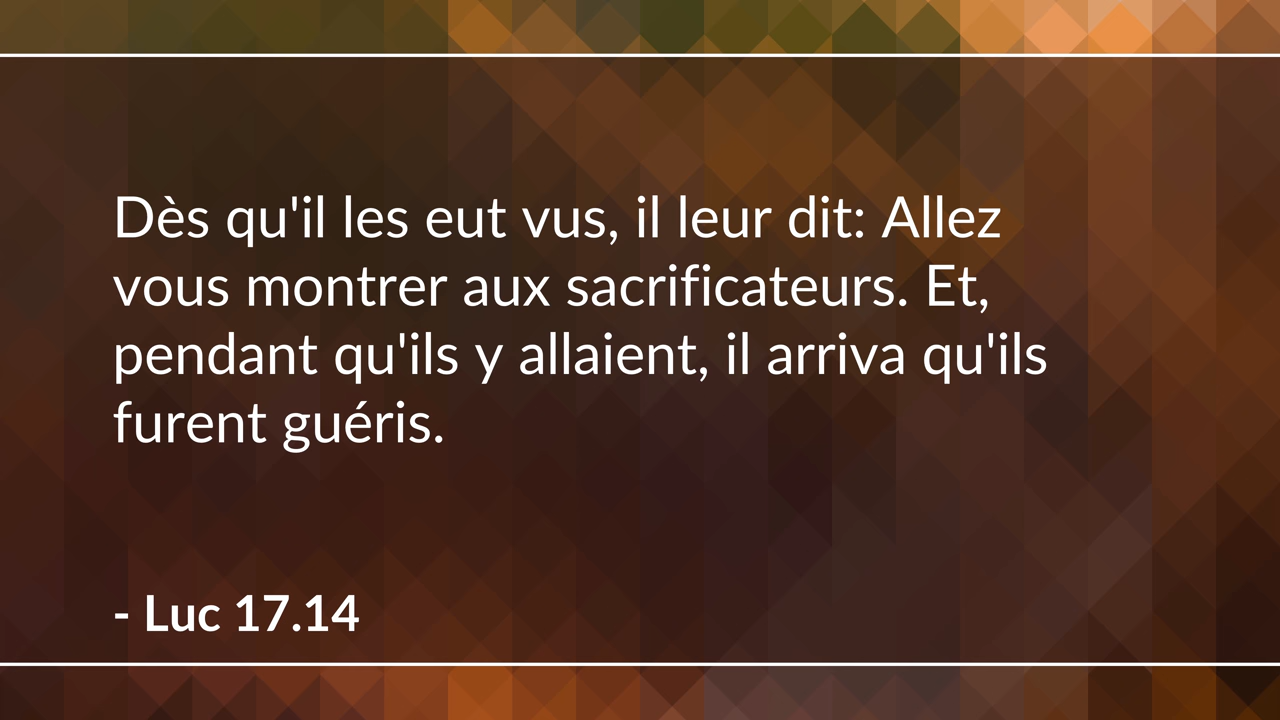 Dès qu'il les eut vus, il leur dit: Allez
vous montrer aux sacrificateurs. Et,
pendant qu'ils y allaient, il arriva qu'ils
furent guéris.
- Luc 17.14